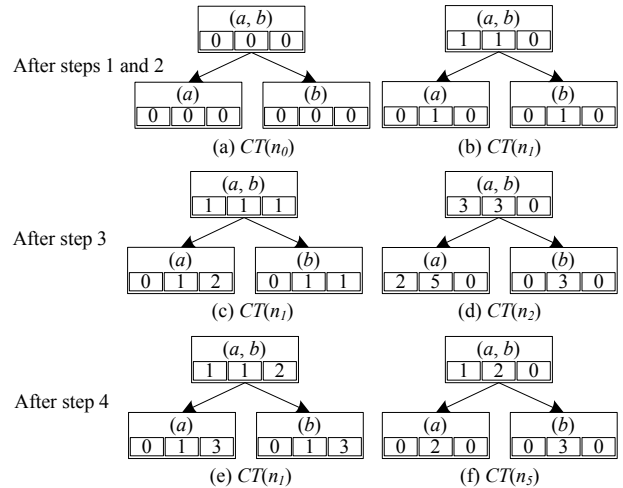 (a, b) (a, b)
0 0 0 1 1 0
After steps 1 and 2
(a) (b) (a) (b)
0 0 0 0 0 0 0 1 0 0 1 0
(a) CT(n0) (b) CT(n1)
(a, b) (a, b)
1 1 1 3 3 0
After step 3
(a) (b) (a) (b)
0 1 2 0 1 1 2 5 0 0 3 0
(c) CT(n1) (d) CT(n2)
(a, b) (a, b)
1 1 2 1 2 0
After step 4
(a) (b) (a) (b)
0 1 3 0 1 3 0 2 0 0 3 0
(e) CT(n1) (f) CT(n5)